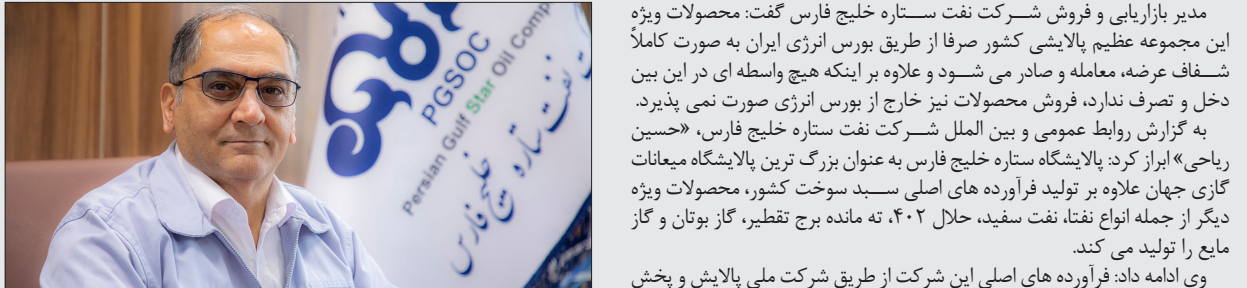 مدیر بازاریابی و فروش شرکت نفت ستاره خلیج فارس گفت: محصولات ویژه
این مجموعه عظیم پالایشی کشور صرفا از طریق بورس انرژی ایران به صورت کاملاً
شفاف عرضه، معامله و صادر می شود و علاوه بر اینکه هیچ واسطه ای در این بین
دخل و تصرف ندارد، فروش محصولات نیز خارج از بورس انرژی صورت نمی پذیرد.
به گزارش روابط عمومی و بین الملل شرکت نفت ستاره خلیج فارس، «حسین
ریاحی» ابراز کرد: پالایشگاه ستاره خلیج فارس به عنوان بزرگ ترین پالایشگاه میعانات
گازی جهان علاوه بر تولید فرآورده های اصلی سبد سوخت کشور، محصولات ویژه
دیگر از جمله انواع نفتا، نفت سفید، حلال ۴۰۲، ته مانده برج تقطیر، گاز بوتان و گاز
مایع را تولید می کند.
وی ادامه داد: فرآورده های اصلی این شرکت از طریق شرکت ملی پالایش و پخش
PGSOC
Persian Gulf Star Oil Comp
نفت ستاره خلیج فارس